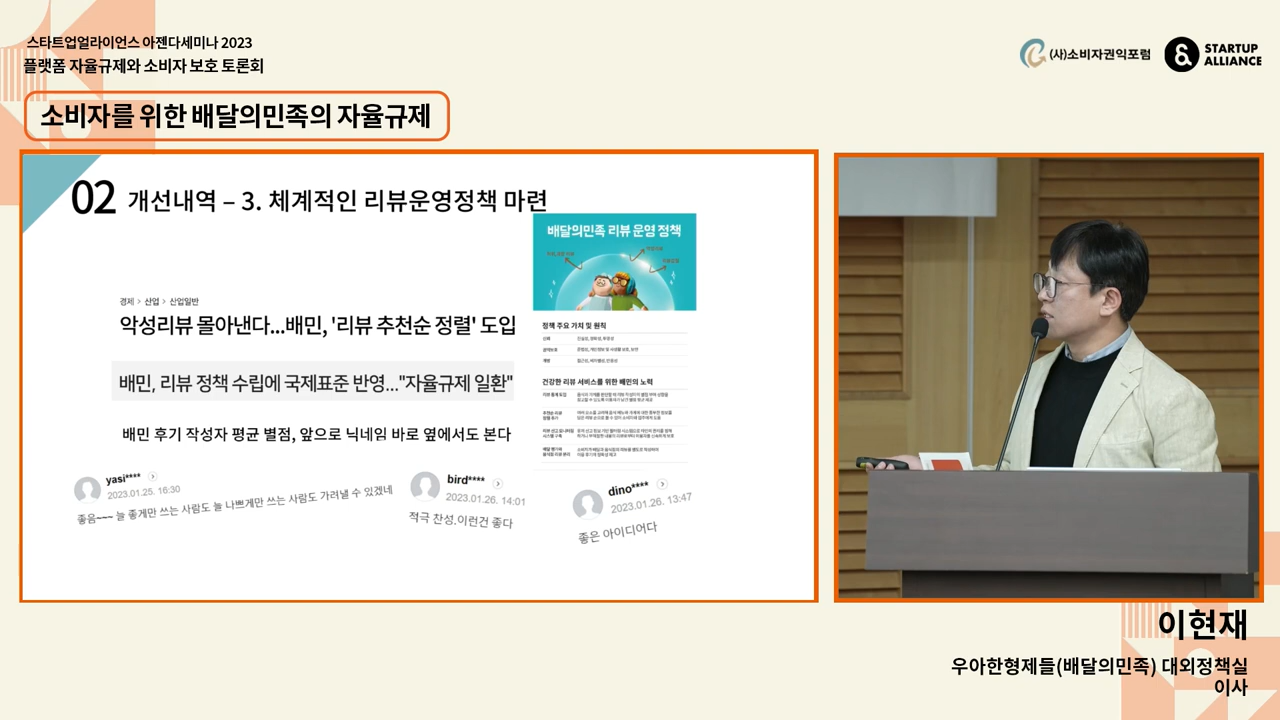 스타트업얼라이언스 아젠다세미나 2023
플랫폼 자율규제와 소비자 보호 토론회
(사)소비자권익포럼
STARTUP
ALLIANCE
소비자를 위한 배달의민족의 자율규제
02 개선내역 – 3. 체계적인 리뷰운영정책 마련
배달의민족 리뷰 운영 정책
경제 > 산업 > 산업일반
악성리뷰 몰아낸다...배민, '리뷰 추천순 정렬' 도입
배민, 리뷰 정책 수립에 국제표준 반영..."자율규제 일환"
배민 후기 작성자 평균 별점, 앞으로 닉네임 바로 옆에서도 본다
정책 주요 가치 및 원칙
신뢰
개방
건강한 리뷰 서비스를 위한 배민의 노력
yasi****
2023.01.25. 16:30
좋음~~~ 늘 좋게만 쓰는 사람도 늘 나쁘게만 쓰는 사람도 가려낼 수 있겠네
bird****
2023.01.26. 14:01
적극 찬성.이런건 좋다
dino****
2023.01.26. 13:47
좋은 아이디어다
이현재
우아한형제들(배달의민족) 대외정책실
이사